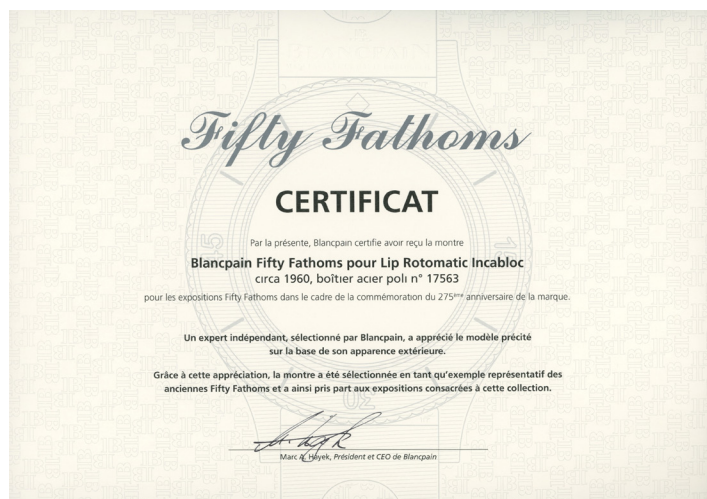 BLANCPAIN
Fifty Fathoms
CERTIFICAT
Par la présente, Blancpain certifie avoir reçu la montre
15
15
Blancpain Fifty Fathoms pour Lip Rotomatic Incabloc
circa 1960, boîtier acier poli n° 17563
pour les expositions Fifty Fathoms dans le cadre de la commémoration du 275ème anniversaire de la marque.
Un expert indépendant, sélectionné par Blancpain, a apprécié le modèle précité
sur la base de son apparence extérieure.
Grâce à cette appréciation, la montre a été sélectionnée en tant qu'exemple représentatif des
anciennes Fifty Fathoms et a ainsi pris part aux expositions consacrées à cette collection.
30
Marc A. Hayek, Président et CEO de Blancpain